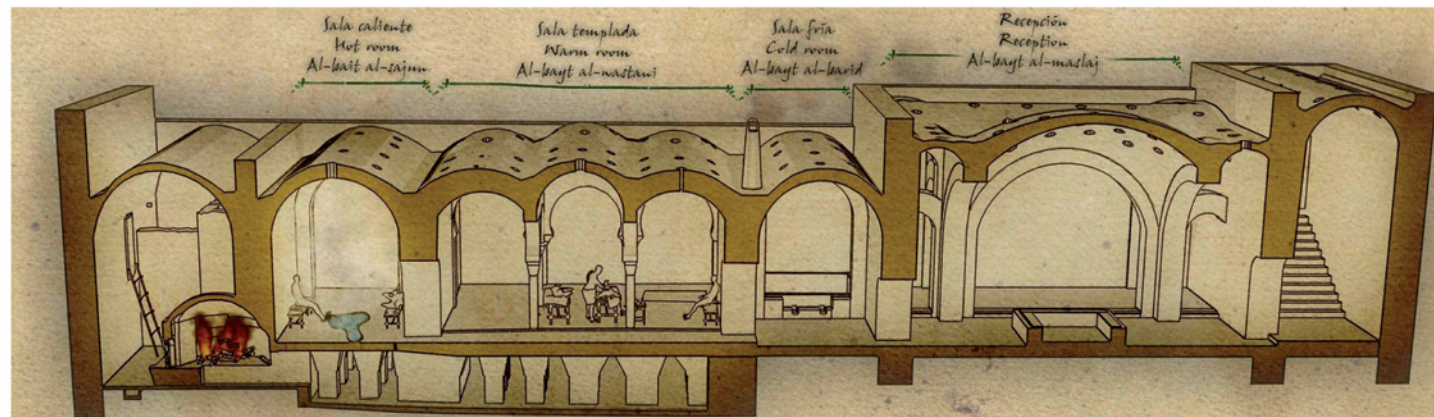 Sala caliente
Hot room
Al-bait al-sajun
Sala templada
Warm room
Al-bayt al-wastani
Sala fría
Cold room
Al-bayt al-barid
Recepción
Reception
Al-bayt al-maslaj